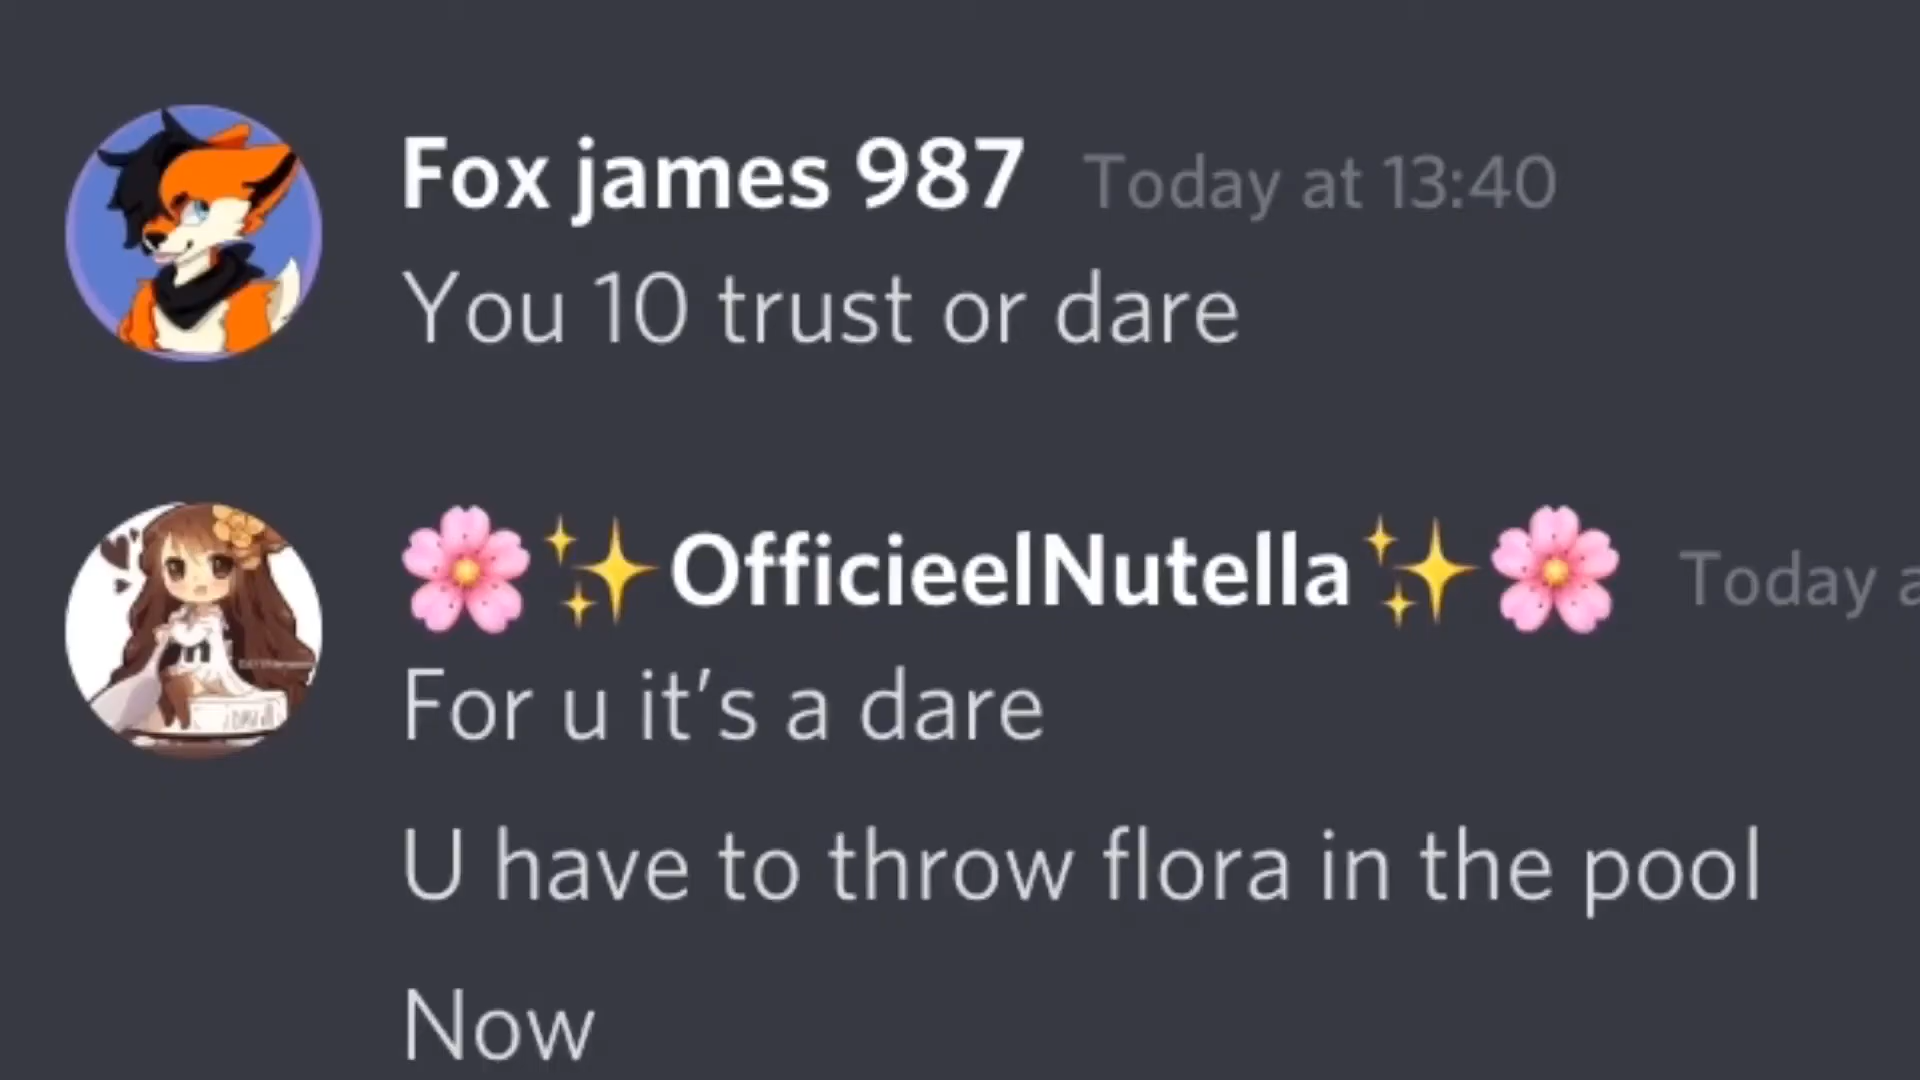 Fox james 987 Today at 13:40
You 10 trust or dare
🌸✨OfficieelNutella✨🌸 Today a
For u it’s a dare
U have to throw flora in the pool
Now